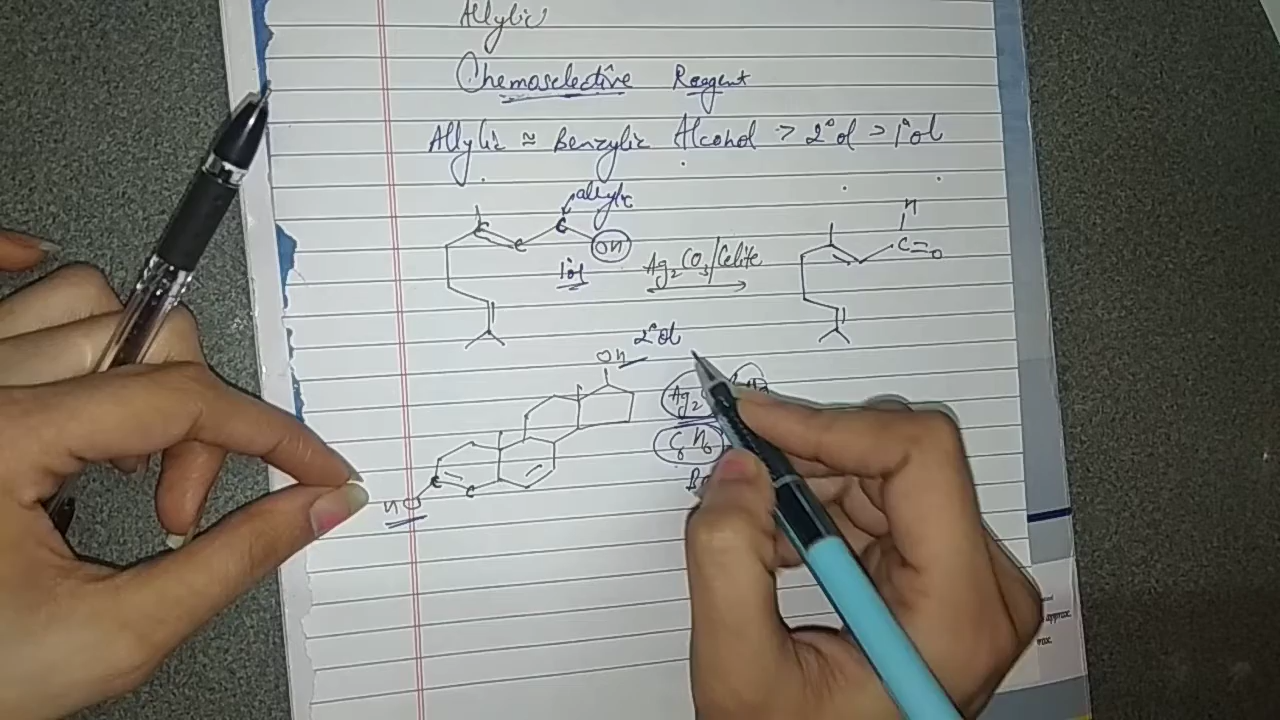 Allylic
Chemoselective Reagent
Allylic ≈ Benzylic Alcohol > 2°ol > 1°ol
allylic
C C C OH
1°ol
Ag2CO3/Celite
H
C=O
2°ol
OH
Ag2
C6H6
C C
HO
approx.